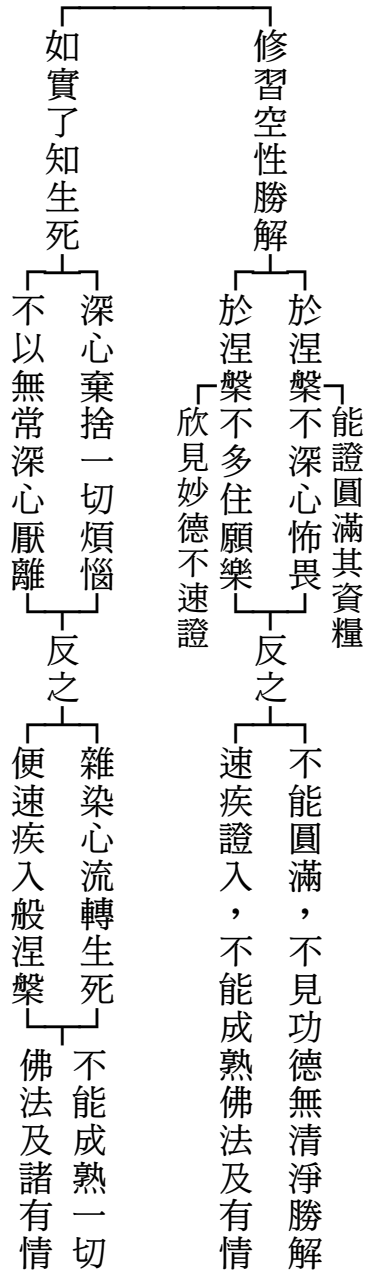 修習空性勝解
於涅槃不深心怖畏
能證圓滿其資糧
於涅槃不多住願樂
欣見妙德不速證
反之
不能圓滿，不見功德無清淨勝解
速疾證入，不能成熟佛法及有情
如實了知生死
深心棄捨一切煩惱
不以無常深心厭離
反之
雜染心流轉生死
便速疾入般涅槃
不能成熟一切
佛法及諸有情